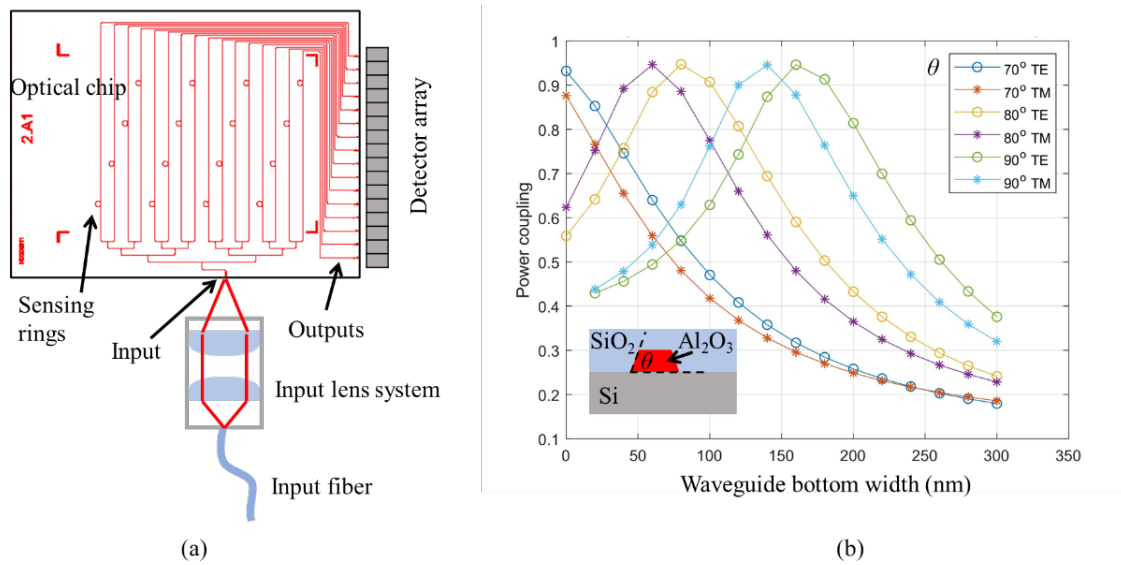 Optical chip
2.A1
Detector array
Sensing
rings
Input
Outputs
Input lens system
Input fiber
(a)
Power coupling
1
0.9
0.8
0.7
0.6
0.5
0.4
0.3
0.2
0.1
0 50 100 150 200 250 300 350
Waveguide bottom width (nm)
θ
70° TE
70° TM
80° TE
80° TM
90° TE
90° TM
SiO₂
θ
Al₂O₃
Si
(b)